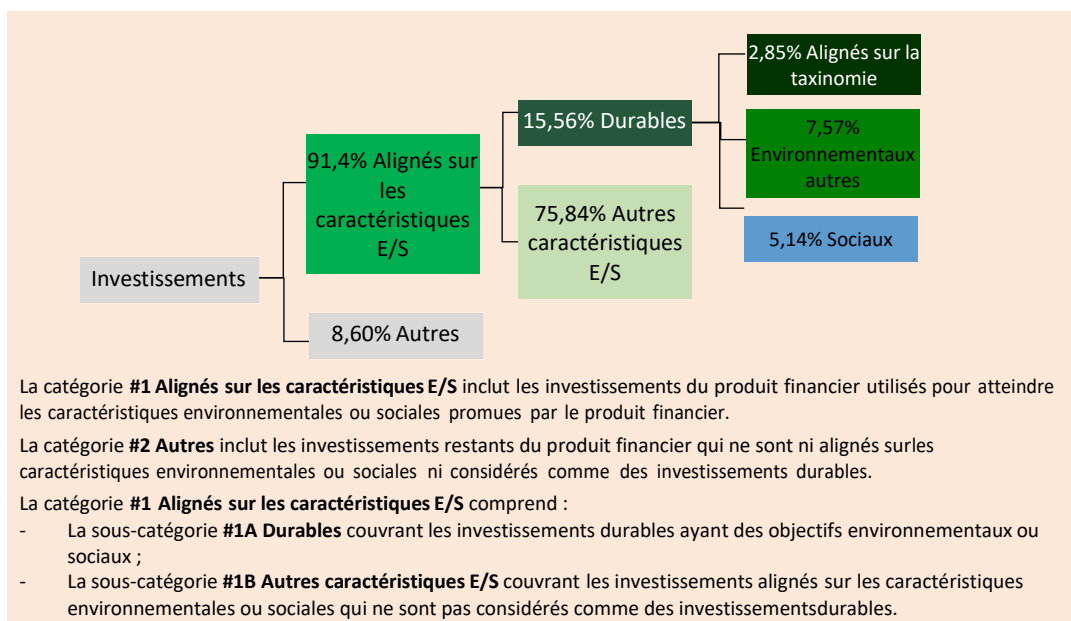 Investissements
91,4% Alignés sur
les
caractéristiques
E/S
8,60% Autres
15,56% Durables
75,84% Autres
caractéristiques
E/S
2,85% Alignés sur la
taxinomie
7,57%
Environnementaux
autres
5,14% Sociaux
La catégorie #1 Alignés sur les caractéristiques E/S inclut les investissements du produit financier utilisés pour atteindre
les caractéristiques environnementales ou sociales promues par le produit financier.
La catégorie #2 Autres inclut les investissements restants du produit financier qui ne sont ni alignés surles
caractéristiques environnementales ou sociales ni considérés comme des investissements durables.
La catégorie #1 Alignés sur les caractéristiques E/S comprend :
- La sous-catégorie #1A Durables couvrant les investissements durables ayant des objectifs environnementaux ou
sociaux ;
- La sous-catégorie #1B Autres caractéristiques E/S couvrant les investissements alignés sur les caractéristiques
environnementales ou sociales qui ne sont pas considérés comme des investissementsdurables.